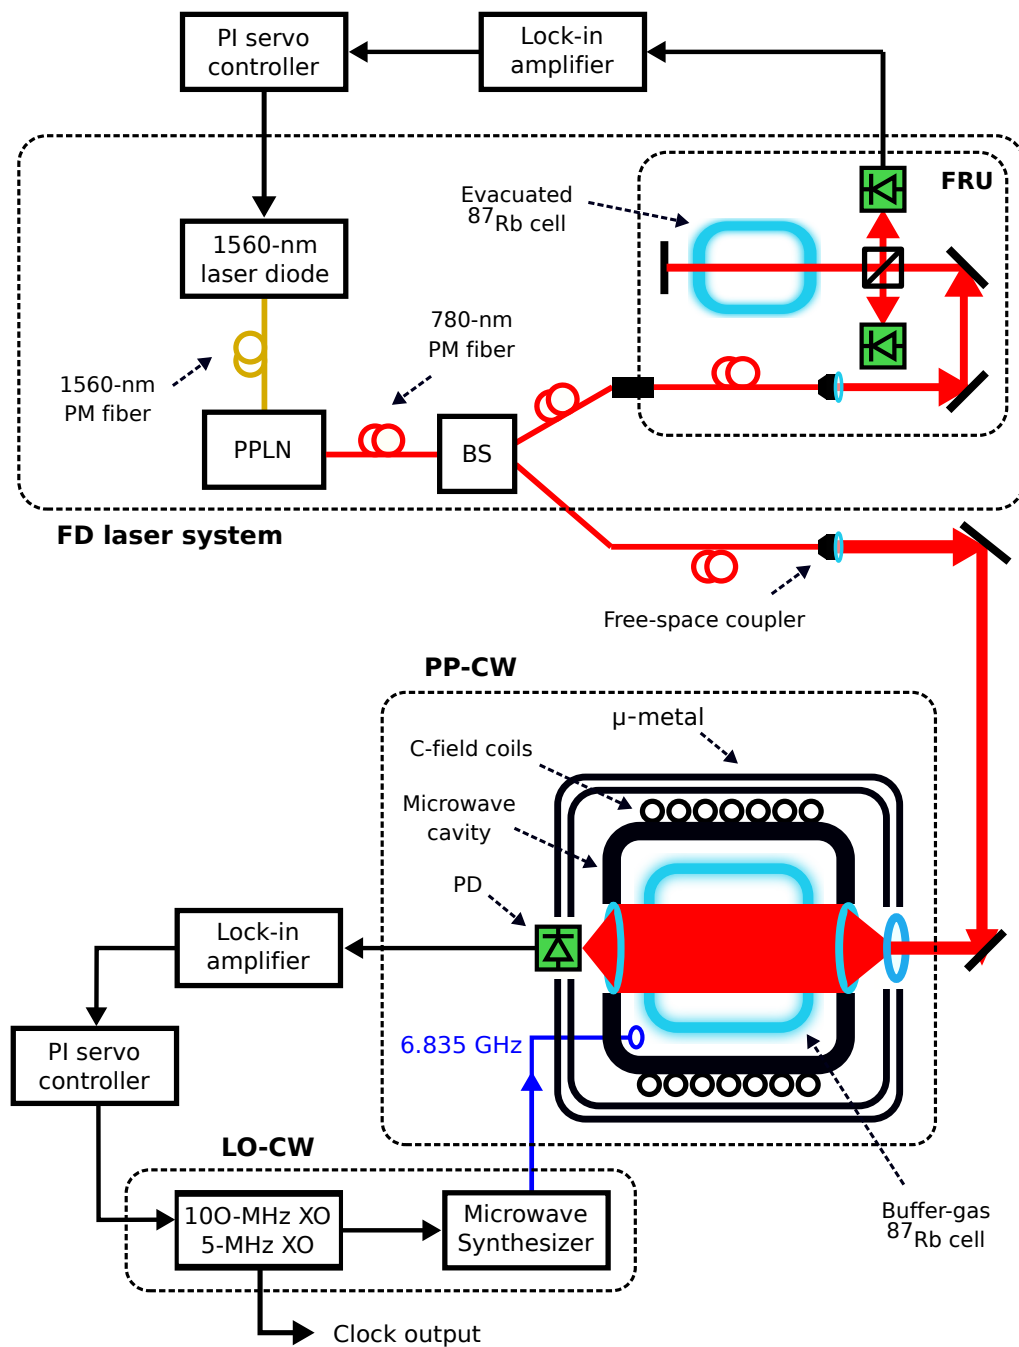 PI servo
controller
Lock-in
amplifier
FRU
Evacuated
87Rb cell
1560-nm
laser diode
780-nm
PM fiber
1560-nm
PM fiber
PPLN
BS
FD laser system
Free-space coupler
PP-CW
μ-metal
C-field coils
Microwave
cavity
PD
Lock-in
amplifier
PI servo
controller
6.835 GHz
LO-CW
10O-MHz XO
5-MHz XO
Microwave
Synthesizer
Buffer-gas
87Rb cell
Clock output